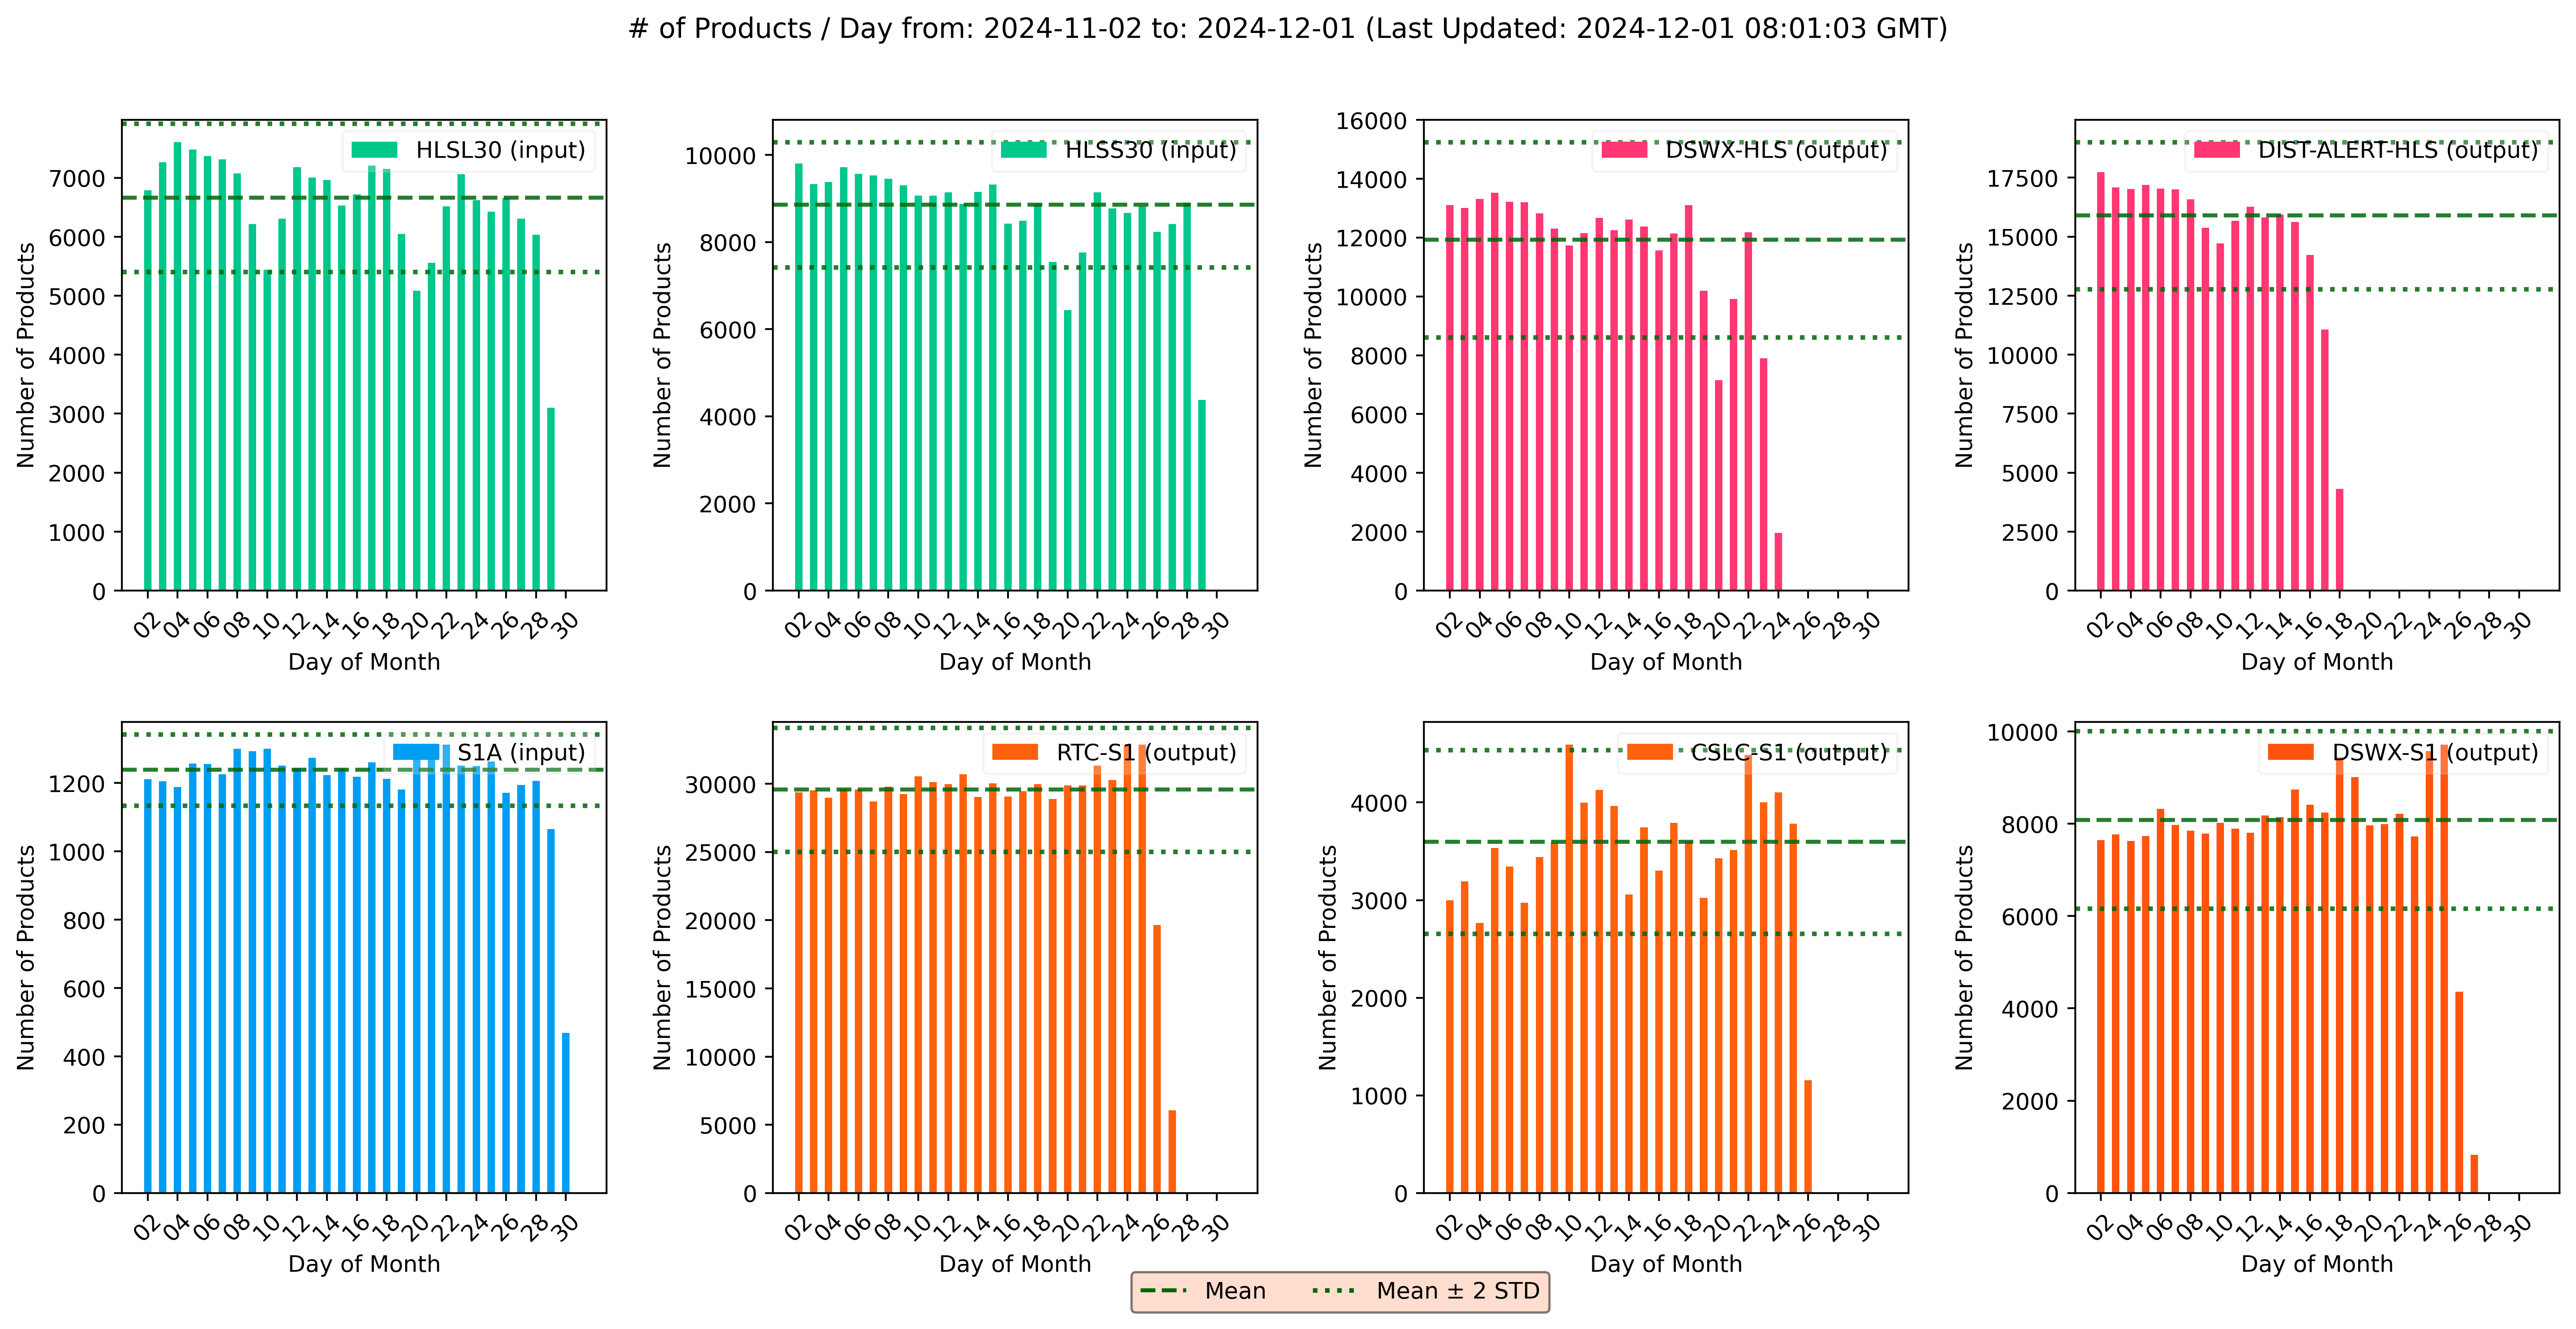 # of Products / Day from: 2024-11-02 to: 2024-12-01 (Last Updated: 2024-12-01 08:01:03 GMT)
HLSL30 (input)
Number of Products
7000
6000
5000
4000
3000
2000
1000
0
02 04 06 08 10 12 14 16 18 20 22 24 26 28 30
Day of Month
HLSS30 (input)
Number of Products
10000
8000
6000
4000
2000
0
02 04 06 08 10 12 14 16 18 20 22 24 26 28 30
Day of Month
DSWX-HLS (output)
Number of Products
16000
14000
12000
10000
8000
6000
4000
2000
0
02 04 06 08 10 12 14 16 18 20 22 24 26 28 30
Day of Month
DIST-ALERT-HLS (output)
Number of Products
17500
15000
12500
10000
7500
5000
2500
0
02 04 06 08 10 12 14 16 18 20 22 24 26 28 30
Day of Month
S1A (input)
Number of Products
1200
1000
800
600
400
200
0
02 04 06 08 10 12 14 16 18 20 22 24 26 28 30
Day of Month
RTC-S1 (output)
Number of Products
30000
25000
20000
15000
10000
5000
0
02 04 06 08 10 12 14 16 18 20 22 24 26 28 30
Day of Month
CSLC-S1 (output)
Number of Products
4000
3000
2000
1000
0
02 04 06 08 10 12 14 16 18 20 22 24 26 28 30
Day of Month
DSWX-S1 (output)
Number of Products
10000
8000
6000
4000
2000
0
02 04 06 08 10 12 14 16 18 20 22 24 26 28 30
Day of Month
Mean
Mean ± 2 STD